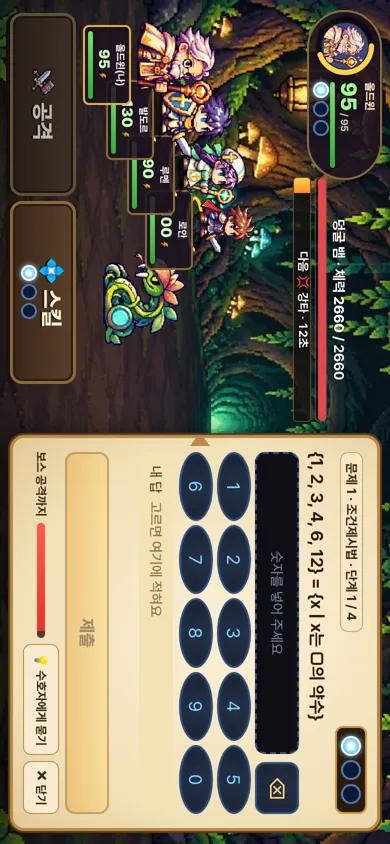 올드윈
95 / 95
덩굴 뱀 · 체력 2660 / 2660
다음 💢 강타 · 12초
올드윈(나)
95
발도르
30
루엔
90
로안
00
공격
스킬
문제 1 · 조건제시법 · 단계 1 / 4
{1, 2, 3, 4, 6, 12} = {x | x는 □의 약수}
숫자를 넣어 주세요
1 2 3 4 5
6 7 8 9 0
내 답 고르면 여기에 적혀요
제출
보스 공격까지
💡 수호자에게 묻기
✕ 닫기